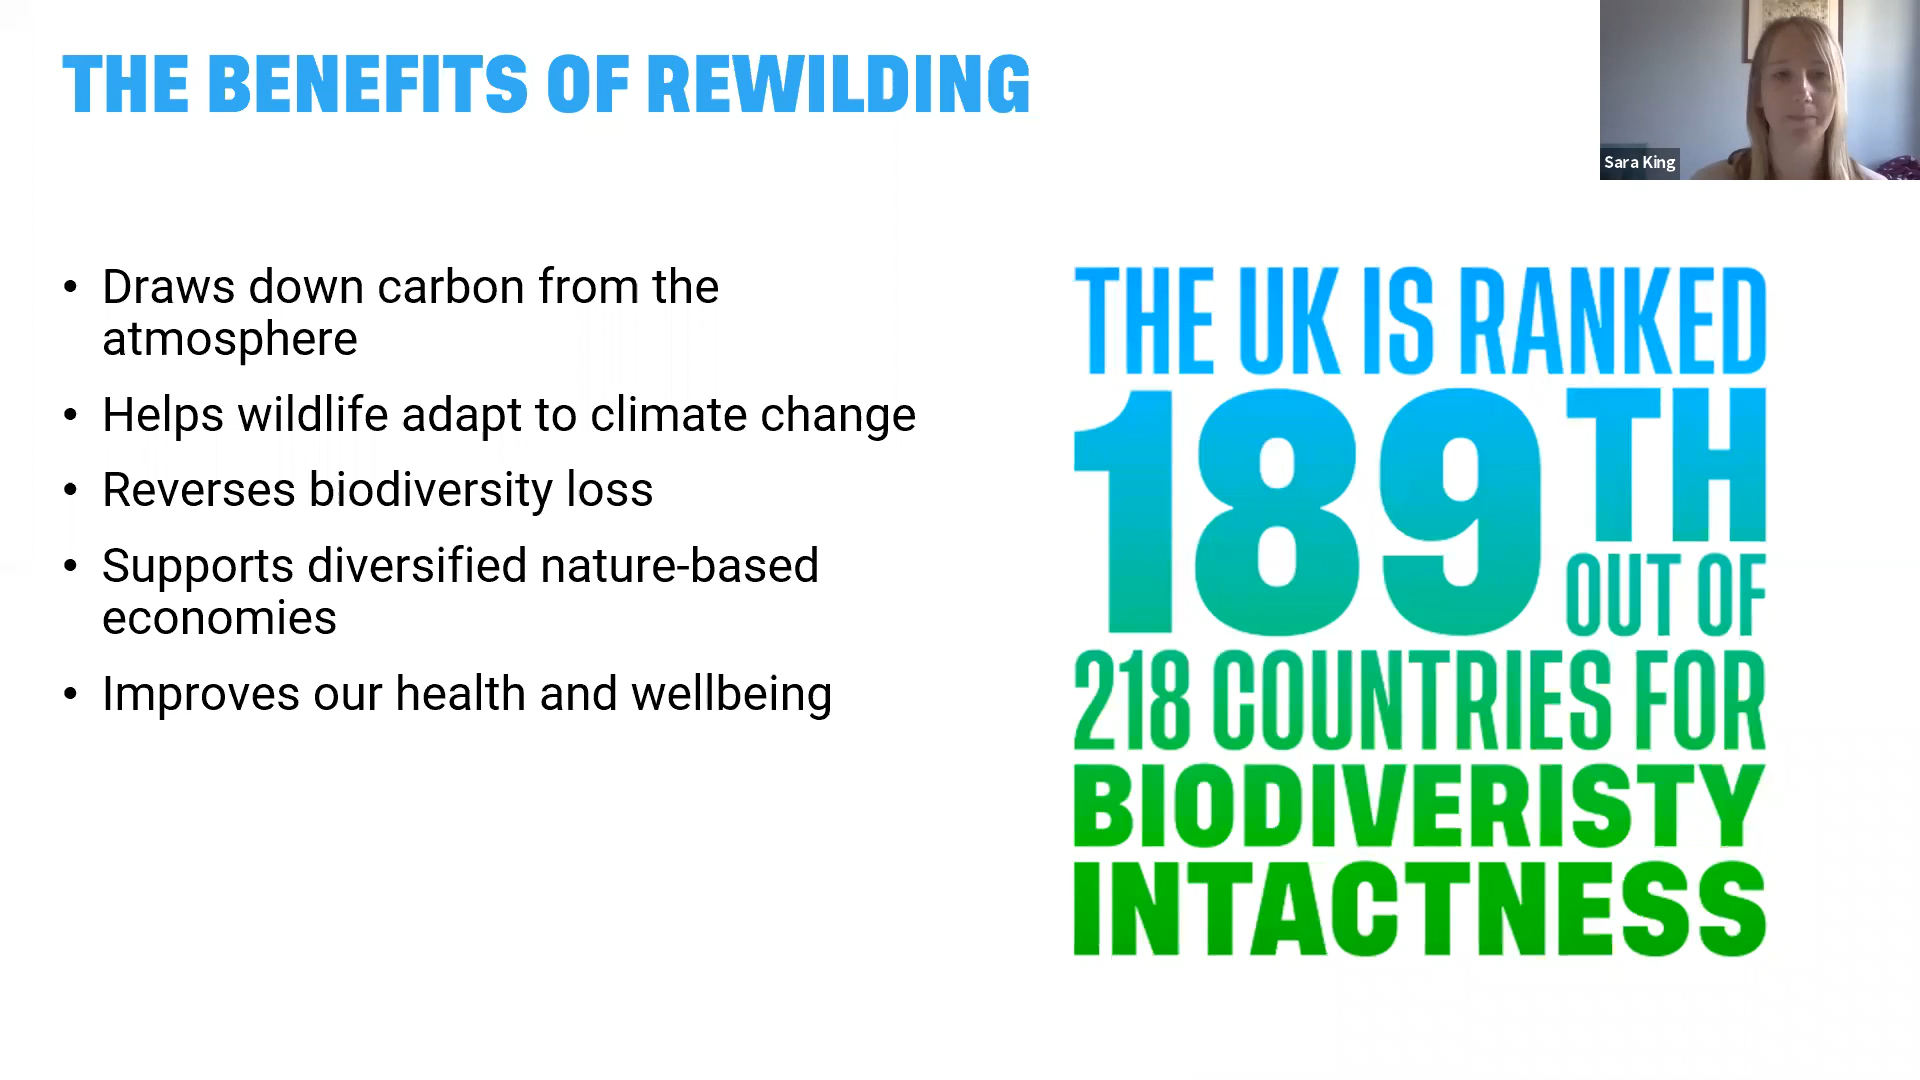 THE BENEFITS OF REWILDING
Sara King
• Draws down carbon from the
atmosphere
• Helps wildlife adapt to climate change
• Reverses biodiversity loss
• Supports diversified nature-based
economies
• Improves our health and wellbeing
THE UK IS RANKED
189TH
OUT OF
218 COUNTRIES FOR
BIODIVERISTY
INTACTNESS